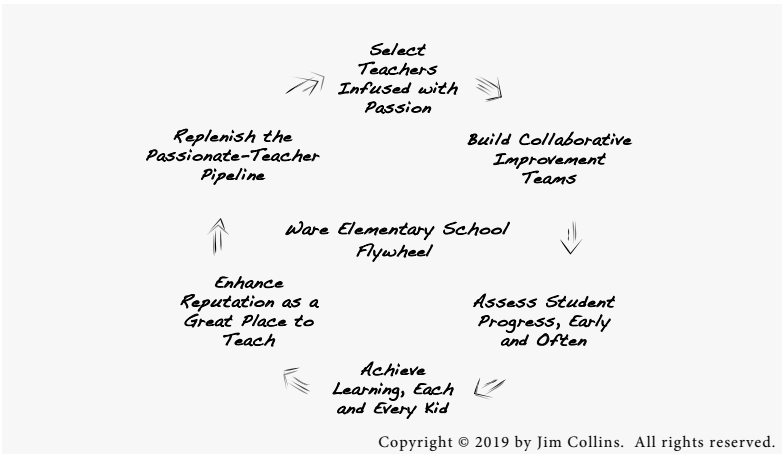 Select
Teachers
Infused with
Passion
Build Collaborative
Improvement
Teams
Assess Student
Progress, Early
and Often
Achieve
Learning, Each
and Every Kid
Enhance
Reputation as a
Great Place to
Teach
Replenish the
Passionate-Teacher
Pipeline
Ware Elementary School
Flywheel
Copyright © 2019 by Jim Collins. All rights reserved.